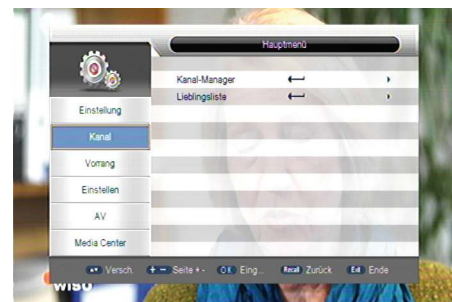 Hauptmenü
Kanal-Manager
Lieblingsliste
Einstellung
Kanal
Vorrang
Einstellen
AV
Media Center
Versch. + - Seite + - OK Eing... Recall Zurück Exit Ende
WISO